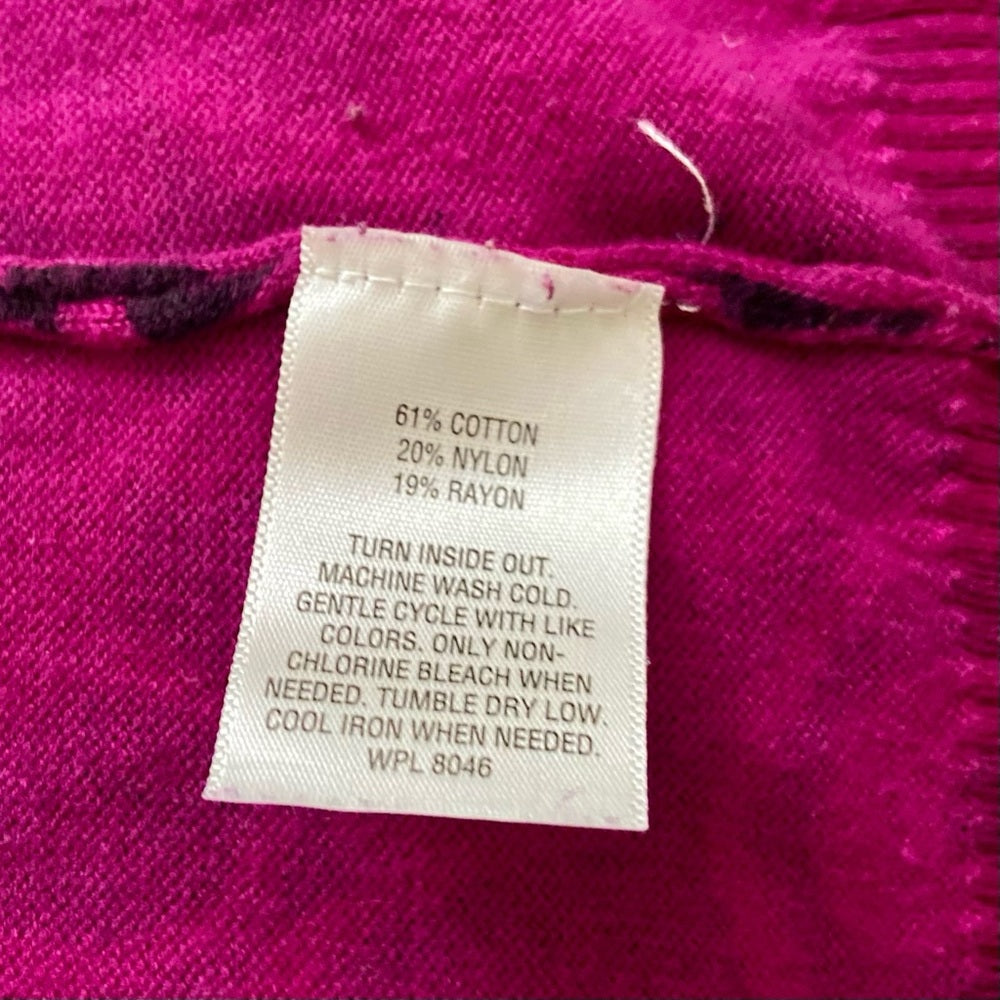 61% COTTON
20% NYLON
19% RAYON
TURN INSIDE OUT.
MACHINE WASH COLD.
GENTLE CYCLE WITH LIKE
COLORS. ONLY NON-
CHLORINE BLEACH WHEN
NEEDED. TUMBLE DRY LOW.
COOL IRON WHEN NEEDED.
WPL 8046